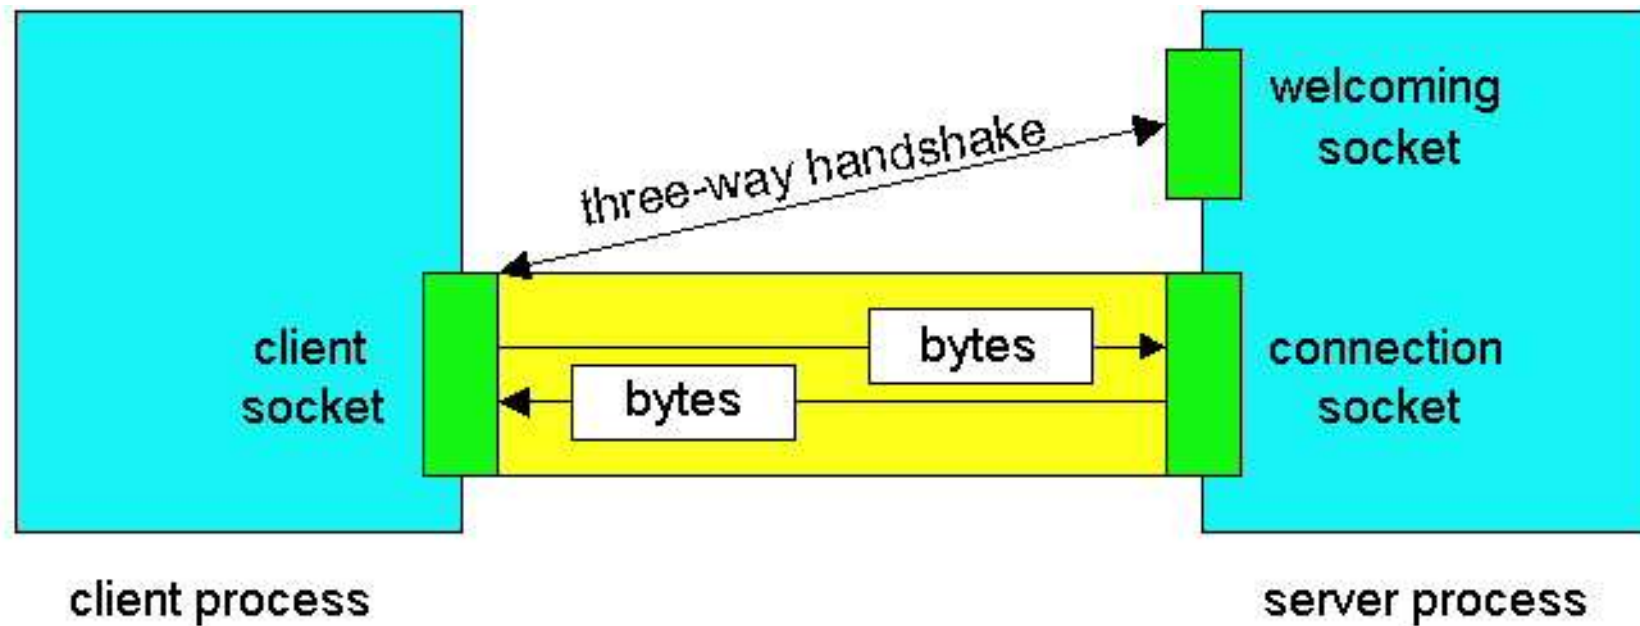 welcoming
socket
three-way handshake
client
socket
bytes
bytes
connection
socket
client process
server process